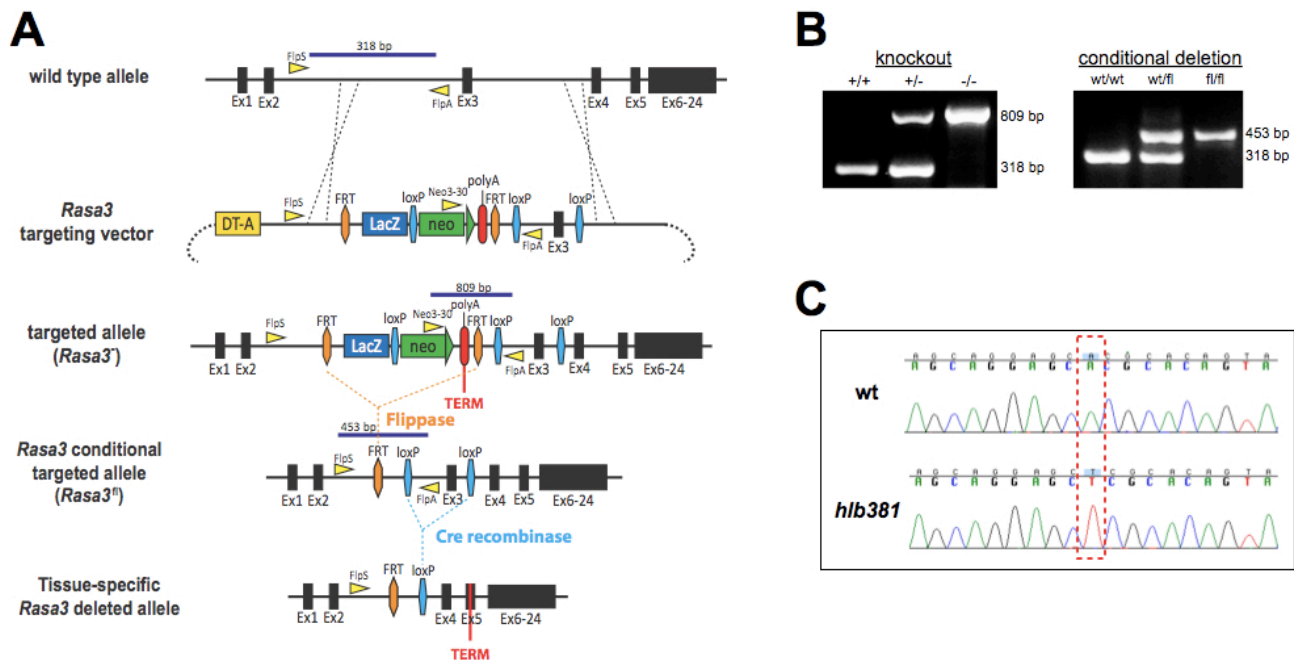 A
wild type allele
FlpS
318 bp
FlpA
Ex1
Ex2
Ex3
Ex4
Ex5
Ex6-24
Rasa3
targeting vector
DT-A
FlpS
FRT
LacZ
loxP
Neo3-30
neo
polyA
FRT
loxP
FlpA
Ex3
loxP
targeted allele
(Rasa3⁻)
809 bp
Ex1
Ex2
FlpS
FRT
LacZ
loxP
Neo3-30
neo
polyA
FRT
loxP
FlpA
Ex3
loxP
Ex4
Ex5
Ex6-24
TERM
Flippase
Rasa3 conditional
targeted allele
(Rasa3ᶠˡ)
453 bp
Ex1
Ex2
FlpS
FRT
loxP
FlpA
Ex3
loxP
Ex4
Ex5
Ex6-24
Cre recombinase
Tissue-specific
Rasa3 deleted allele
Ex1
Ex2
FlpS
FRT
loxP
Ex4
Ex5
Ex6-24
TERM
B
knockout
+/+ +/- -/-
809 bp
318 bp
conditional deletion
wt/wt wt/fl fl/fl
453 bp
318 bp
C
wt
A G C A G G A G C A C G C A C A G T A
A G C A G G A G C A C G C A C A G T A
hlb381
A G C A G G A G C T C G C A C A G T A
A G C A G G A G C T C G C A C A G T A